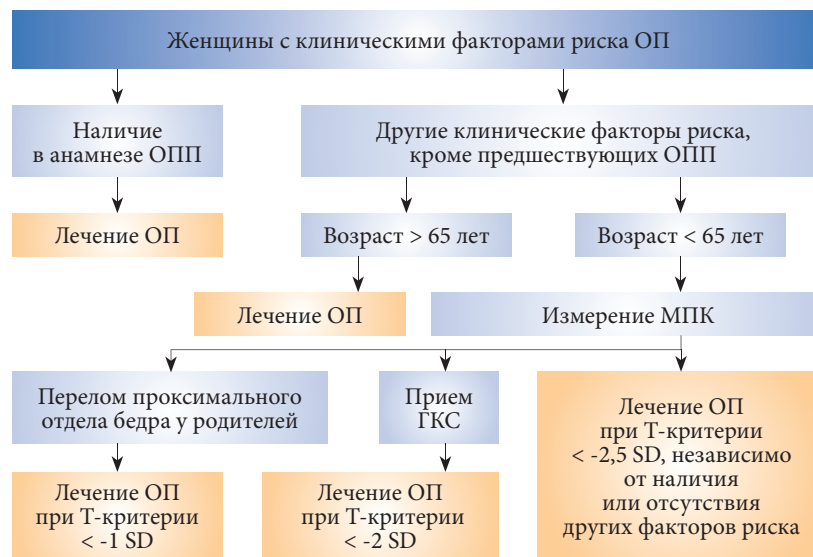 Женщины с клиническими факторами риска ОП
Наличие
в анамнезе ОПП
Другие клинические факторы риска,
кроме предшествующих ОПП
Лечение ОП
Возраст > 65 лет
Возраст < 65 лет
Лечение ОП
Измерение МПК
Перелом проксимального
отдела бедра у родителей
Прием
ГКС
Лечение ОП
при Т-критерии
< -2,5 SD, независимо
от наличия
или отсутствия
других факторов риска
Лечение ОП
при Т-критерии
< -1 SD
Лечение ОП
при Т-критерии
< -2 SD